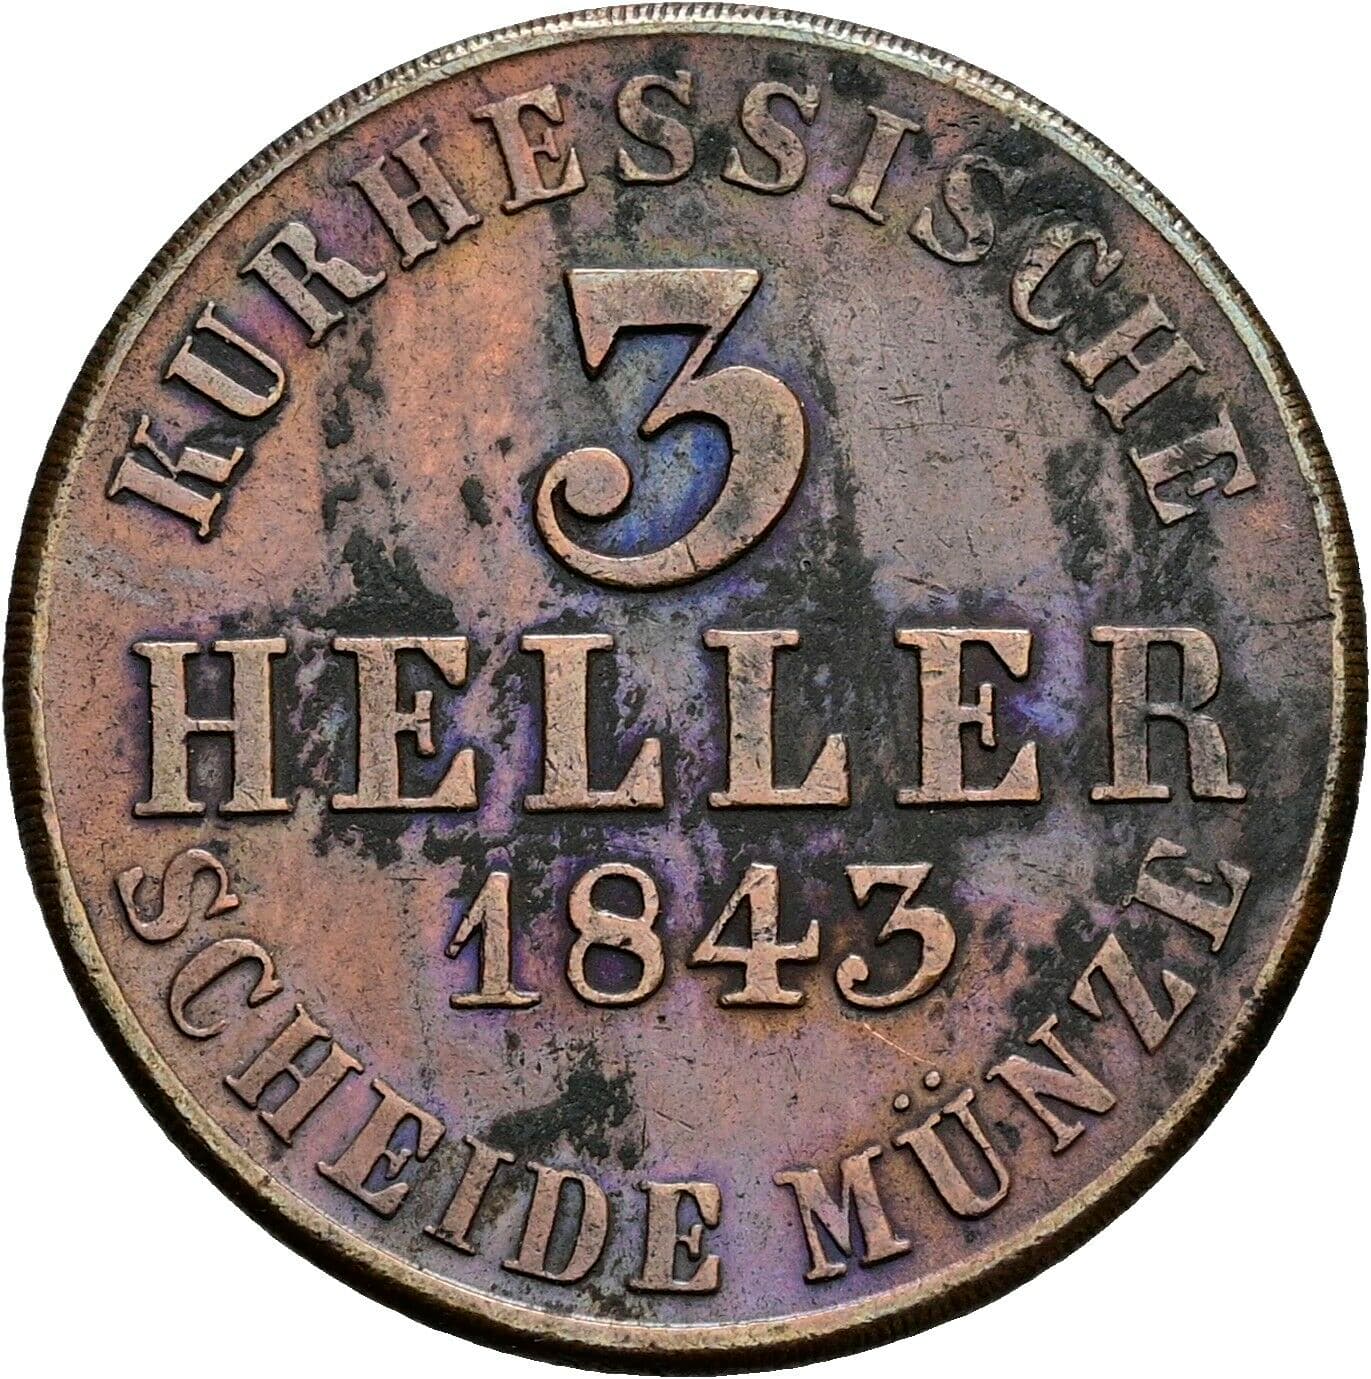 KURHESSISCHE
3
HELLER
1843
SCHEIDE MÜNZE